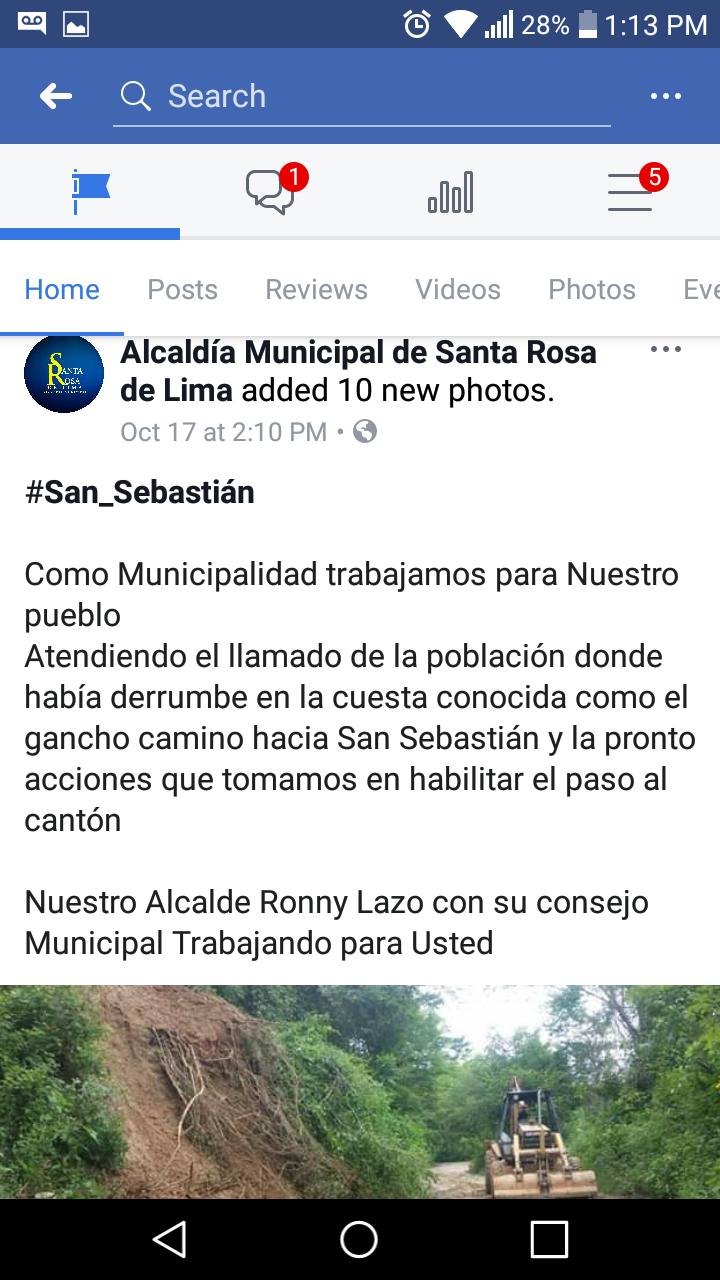 28% 1:13 PM
Search
1 5
Home Posts Reviews Videos Photos Eve
Alcaldía Municipal de Santa Rosa
de Lima added 10 new photos.
Oct 17 at 2:10 PM •
SANTA
ROSA
DE LIMA
#San_Sebastián
Como Municipalidad trabajamos para Nuestro
pueblo
Atendiendo el llamado de la población donde
había derrumbe en la cuesta conocida como el
gancho camino hacia San Sebastián y la pronto
acciones que tomamos en habilitar el paso al
cantón
Nuestro Alcalde Ronny Lazo con su consejo
Municipal Trabajando para Usted